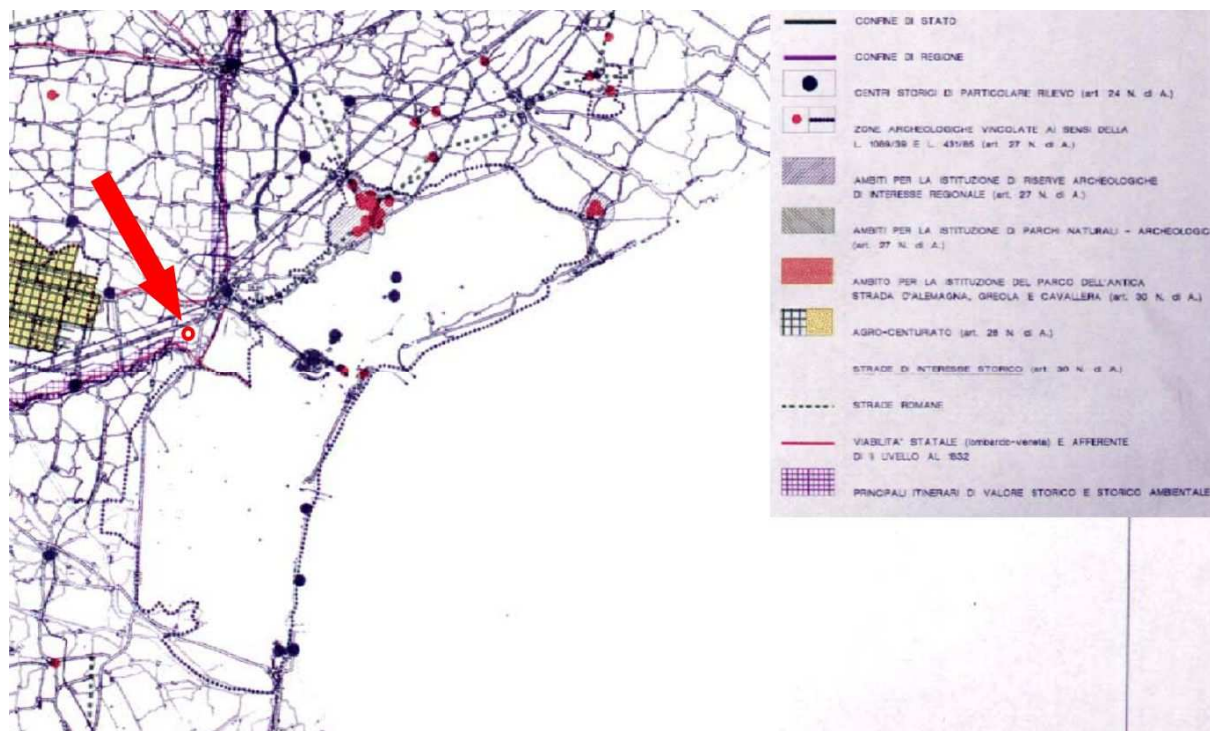 CONFINE DI STATO
CONFINE DI REGIONE
CENTRI STORICI DI PARTICOLARE RILIEVO (art 24 N. di A.)
ZONE ARCHEOLOGICHE VINCOLATE AI SENSI DELLA
L. 1089/39 E L. 431/85 (art. 27 N. di A.)
AMBITI PER LA ISTITUZIONE DI RISERVE ARCHEOLOGICHE
DI INTERESSE REGIONALE (art. 27 N. di A.)
AMBITI PER LA ISTITUZIONE DI PARCHI NATURALI - ARCHEOLOGIC
(art. 27 N. di A.)
AMBITO PER LA ISTITUZIONE DEL PARCO DELL'ANTICA
STRADA D'ALEMAGNA, GREOLA E CAVALLERA (art. 30 N. di A.)
AGRO-CENTURIATO (art. 28 N. di A.)
STRADE DI INTERESSE STORICO (art. 30 N. di A.)
STRADE ROMANE
VIABILITA' STATALE (lombardo-veneta) E AFFERENTE
DI II LIVELLO AL 1832
PRINCIPALI ITINERARI DI VALORE STORICO E STORICO AMBIENTALE